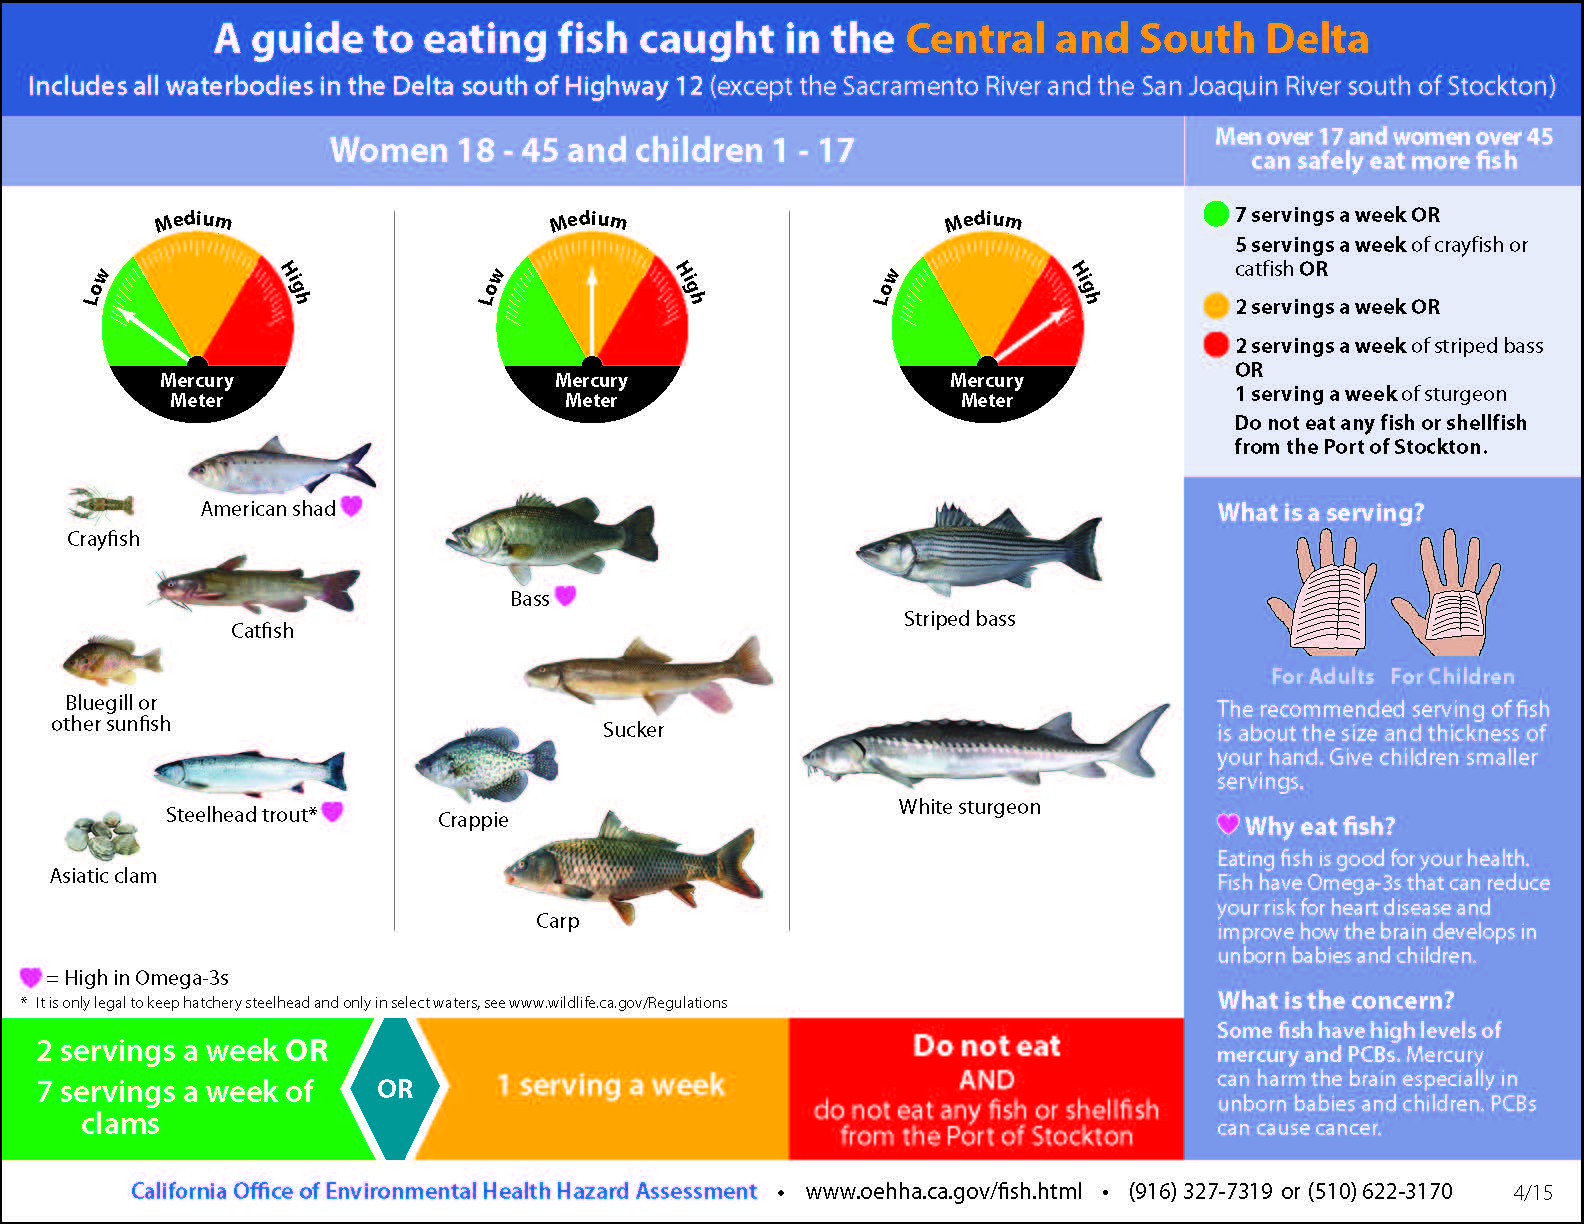 A guide to eating fish caught in the Central and South Delta
Includes all waterbodies in the Delta south of Highway 12 (except the Sacramento River and the San Joaquin River south of Stockton)
Women 18 - 45 and children 1 - 17
Men over 17 and women over 45
can safely eat more fish
Low
Medium
High
Mercury
Meter
Low
Medium
High
Mercury
Meter
Low
Medium
High
Mercury
Meter
American shad
Crayfish
Catfish
Bluegill or
other sunfish
Steelhead trout*
Asiatic clam
Bass
Sucker
Crappie
Carp
Striped bass
White sturgeon
= High in Omega-3s
* It is only legal to keep hatchery steelhead and only in select waters, see www.wildlife.ca.gov/Regulations
2 servings a week OR
7 servings a week of
clams
OR
1 serving a week
Do not eat
AND
do not eat any fish or shellfish
from the Port of Stockton
7 servings a week OR
5 servings a week of crayfish or
catfish OR
2 servings a week OR
2 servings a week of striped bass
OR
1 serving a week of sturgeon
Do not eat any fish or shellfish
from the Port of Stockton.
What is a serving?
For Adults For Children
The recommended serving of fish
is about the size and thickness of
your hand. Give children smaller
servings.
Why eat fish?
Eating fish is good for your health.
Fish have Omega-3s that can reduce
your risk for heart disease and
improve how the brain develops in
unborn babies and children.
What is the concern?
Some fish have high levels of
mercury and PCBs. Mercury
can harm the brain especially in
unborn babies and children. PCBs
can cause cancer.
California Office of Environmental Health Hazard Assessment • www.oehha.ca.gov/fish.html • (916) 327-7319 or (510) 622-3170 4/15